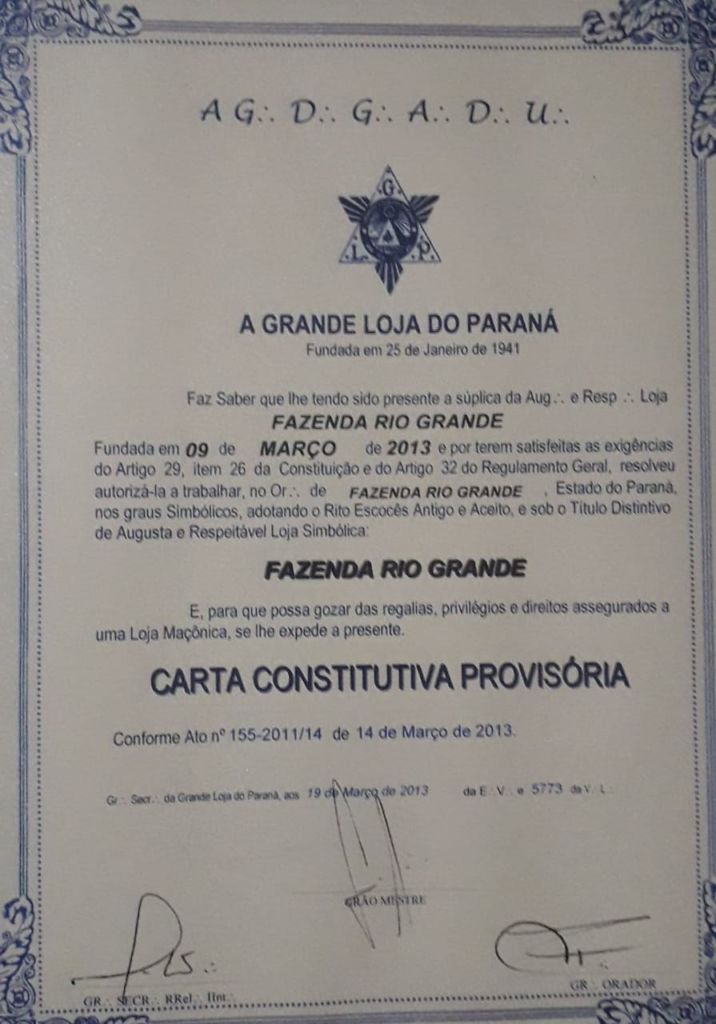 A G∴ D∴ G∴ A∴ D∴ U∴
G
L P
A GRANDE LOJA DO PARANÁ
Fundada em 25 de Janeiro de 1941
Faz Saber que lhe tendo sido presente a súplica da Aug∴ e Resp∴ Loja
FAZENDA RIO GRANDE
Fundada em 09 de MARÇO de 2013 e por terem satisfeitas as exigências
do Artigo 29, item 26 da Constituição e do Artigo 32 do Regulamento Geral, resolveu
autorizá-la a trabalhar, no Or∴ de FAZENDA RIO GRANDE , Estado do Paraná,
nos graus Simbólicos, adotando o Rito Escocês Antigo e Aceito, e sob o Título Distintivo
de Augusta e Respeitável Loja Simbólica:
FAZENDA RIO GRANDE
E, para que possa gozar das regalias, privilégios e direitos assegurados a
uma Loja Maçônica, se lhe expede a presente.
CARTA CONSTITUTIVA PROVISÓRIA
Conforme Ato nº 155-2011/14 de 14 de Março de 2013.
Gr∴ Secr∴ da Grande Loja do Paraná, aos 19 de Março de 2013 da E∴ V∴ e 5773 da V∴ L∴
GRÃO MESTRE
GR∴ SECR∴ RRel∴ IInt∴
GR∴ ORADOR